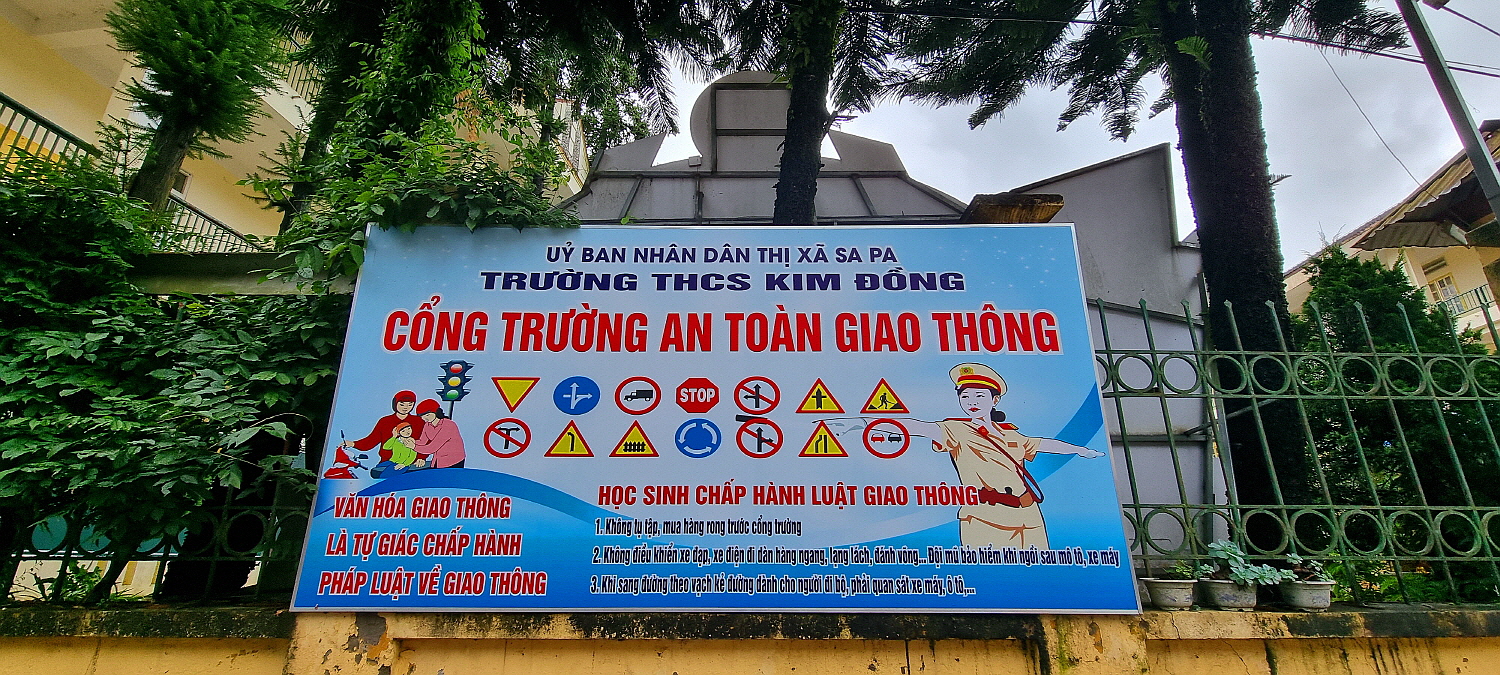 UỶ BAN NHÂN DÂN THỊ XÃ SA PA
TRƯỜNG THCS KIM ĐỒNG
CỔNG TRƯỜNG AN TOÀN GIAO THÔNG
STOP
VĂN HÓA GIAO THÔNG
LÀ TỰ GIÁC CHẤP HÀNH
PHÁP LUẬT VỀ GIAO THÔNG
HỌC SINH CHẤP HÀNH LUẬT GIAO THÔNG
1. Không tụ tập, mua hàng rong trước cổng trường
2. Không điều khiển xe đạp, xe điện đi dàn hàng ngang, lạng lách, đánh võng... Đội mũ bảo hiểm khi ngồi sau mô tô, xe máy
3. Khi sang đường theo vạch kẻ đường dành cho người đi bộ, phải quan sát xe máy, ô tô,...